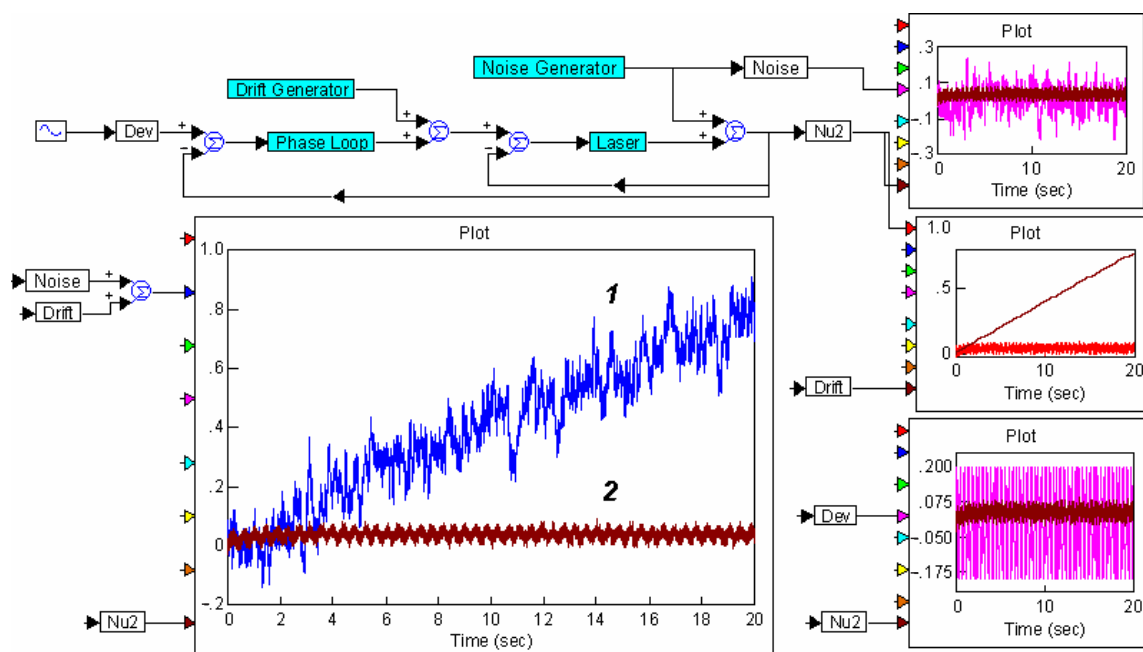 Noise Generator
Noise
Drift Generator
Dev
+
−
Σ
Phase Loop
+
+
Σ
+
−
Σ
Laser
+
+
Σ
Nu2
Plot
.3
.1
-.1
-.3
0 10 20
Time (sec)
Noise
Drift
+
+
Σ
Plot
1.0
.8
.6
.4
.2
0
-.2
1
2
0 2 4 6 8 10 12 14 16 18 20
Time (sec)
Nu2
Plot
1.0
.5
0
0 10 20
Time (sec)
Drift
Plot
.200
.075
-.050
-.175
0 10 20
Time (sec)
Dev
Nu2